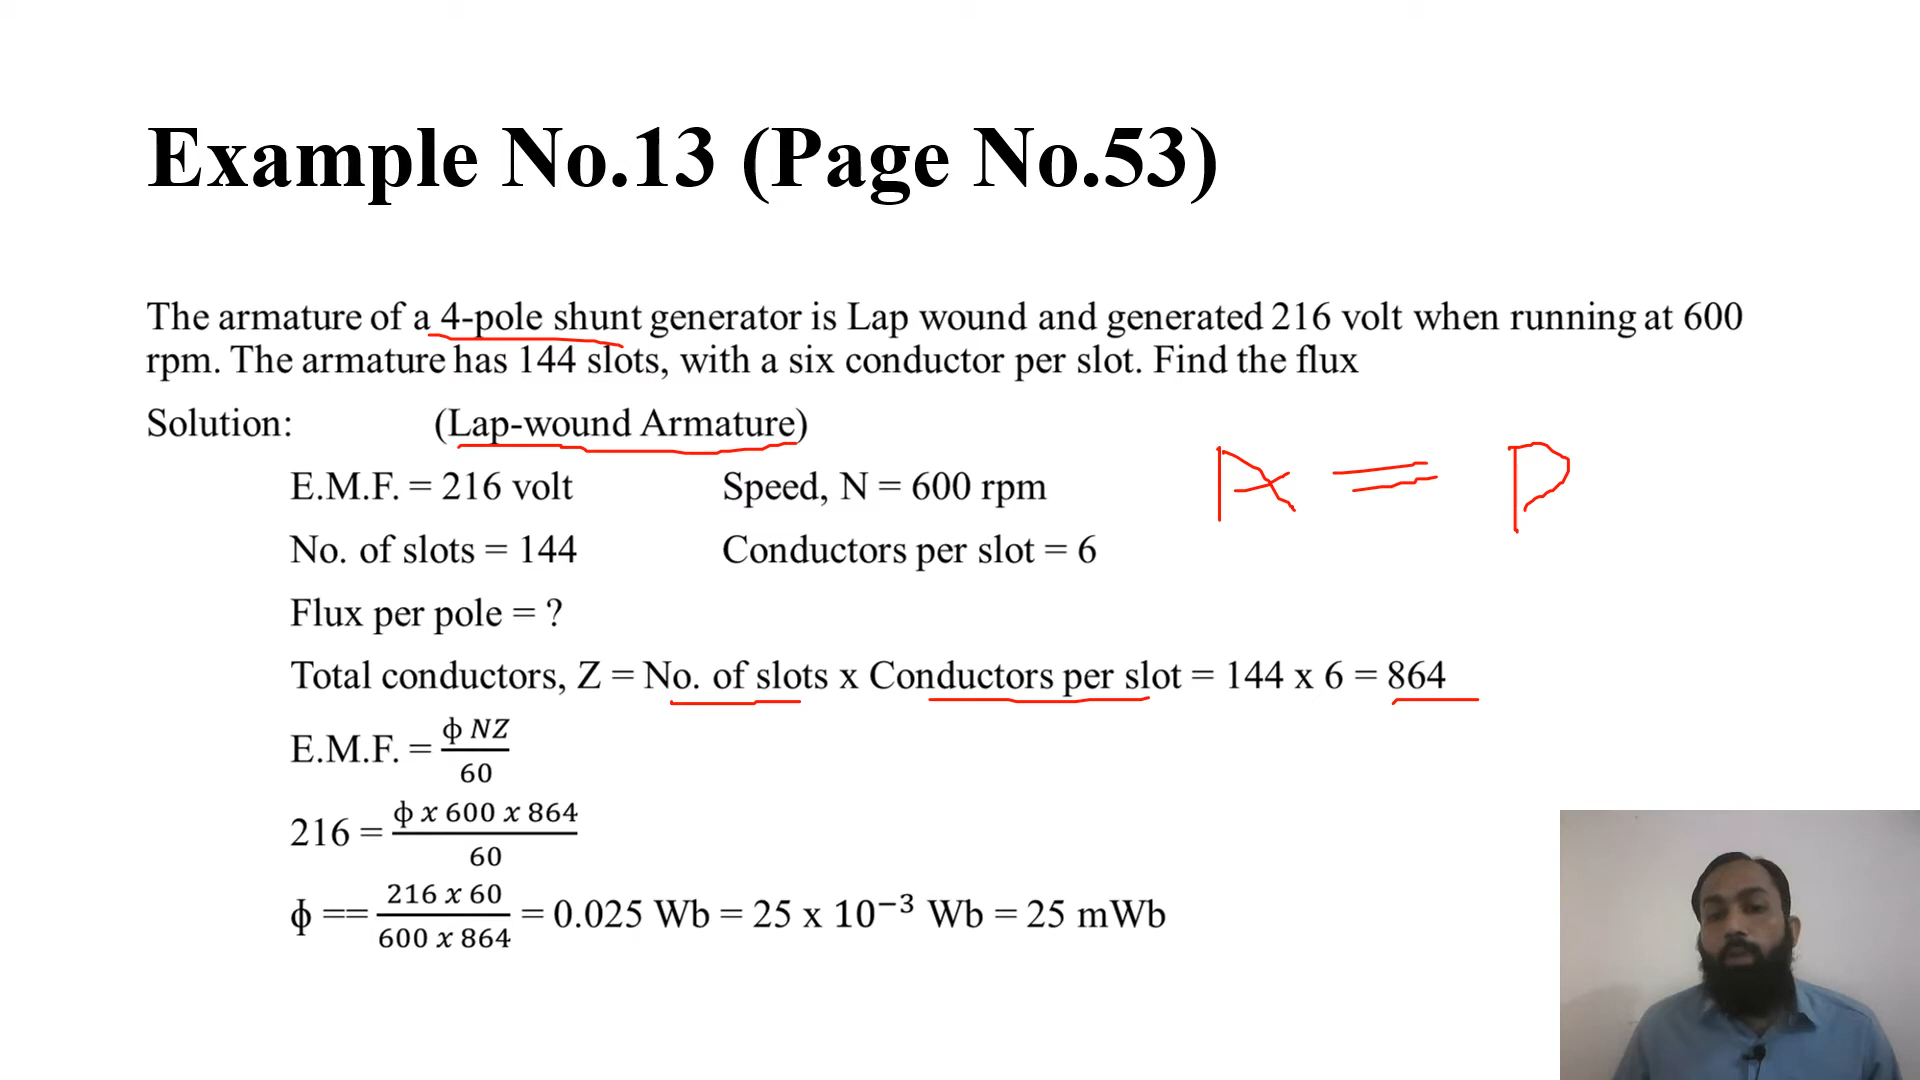 Example No.13 (Page No.53)
The armature of a 4-pole shunt generator is Lap wound and generated 216 volt when running at 600
rpm. The armature has 144 slots, with a six conductor per slot. Find the flux
Solution: (Lap-wound Armature)
A = P
E.M.F. = 216 volt Speed, N = 600 rpm
No. of slots = 144 Conductors per slot = 6
Flux per pole = ?
Total conductors, Z = No. of slots x Conductors per slot = 144 x 6 = 864
E.M.F. = ϕ NZ / 60
216 = ϕ x 600 x 864 / 60
ϕ == 216 x 60 / 600 x 864 = 0.025 Wb = 25 x 10⁻³ Wb = 25 mWb